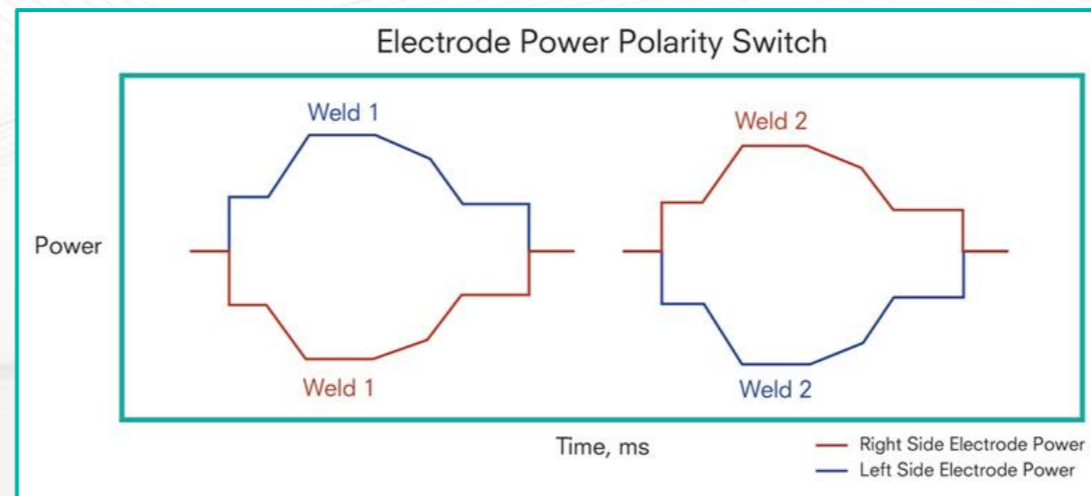 Electrode Power Polarity Switch
Weld 1
Weld 2
Power
Weld 1
Weld 2
Time, ms
Right Side Electrode Power
Left Side Electrode Power